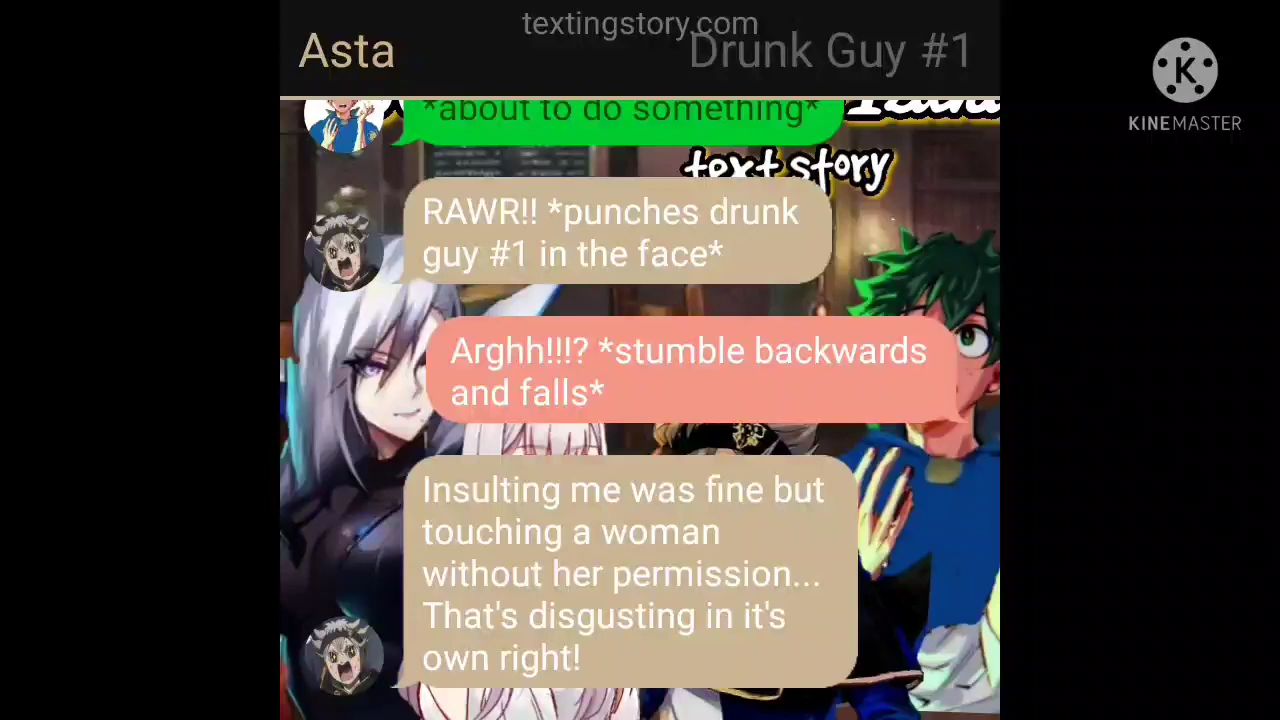 textingstory.com
Asta
Drunk Guy #1
*about to do something*
text story
RAWR!! *punches drunk
guy #1 in the face*
Arghh!!!? *stumble backwards
and falls*
Insulting me was fine but
touching a woman
without her permission...
That's disgusting in it's
own right!
K
KINEMASTER